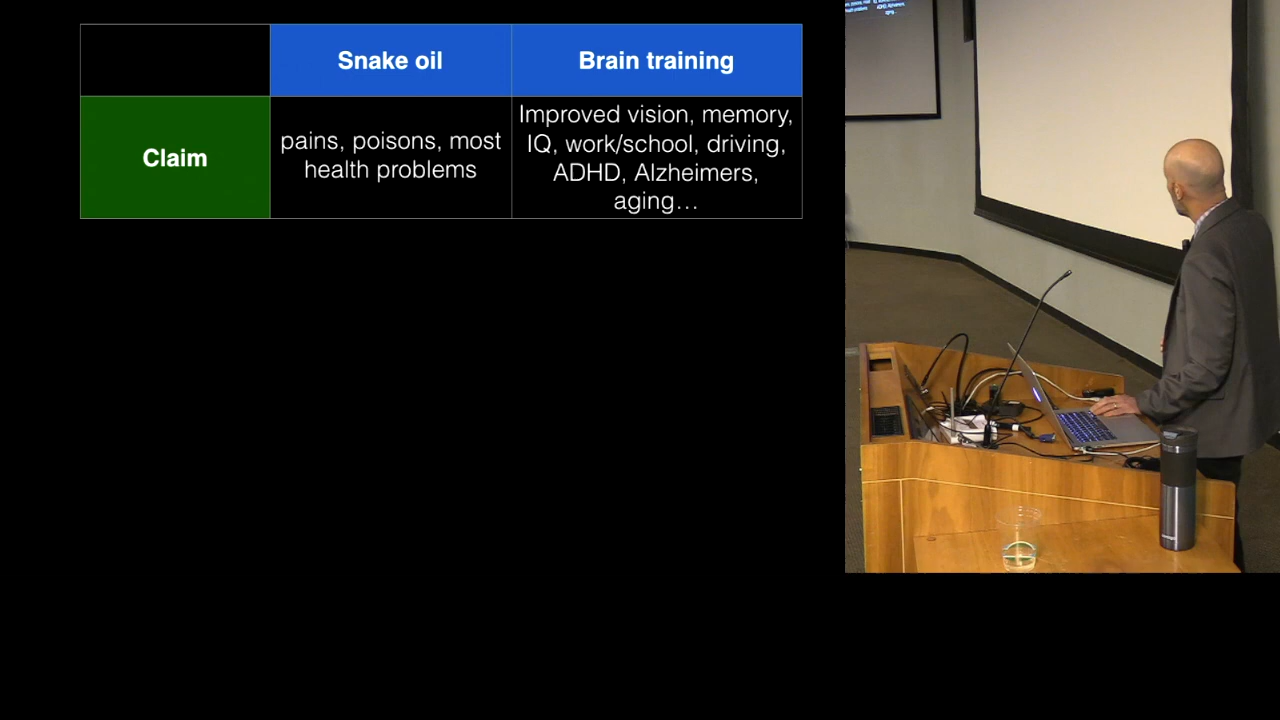 Snake oil
Brain training
Claim
pains, poisons, most
health problems
Improved vision, memory,
IQ, work/school, driving,
ADHD, Alzheimers,
aging…